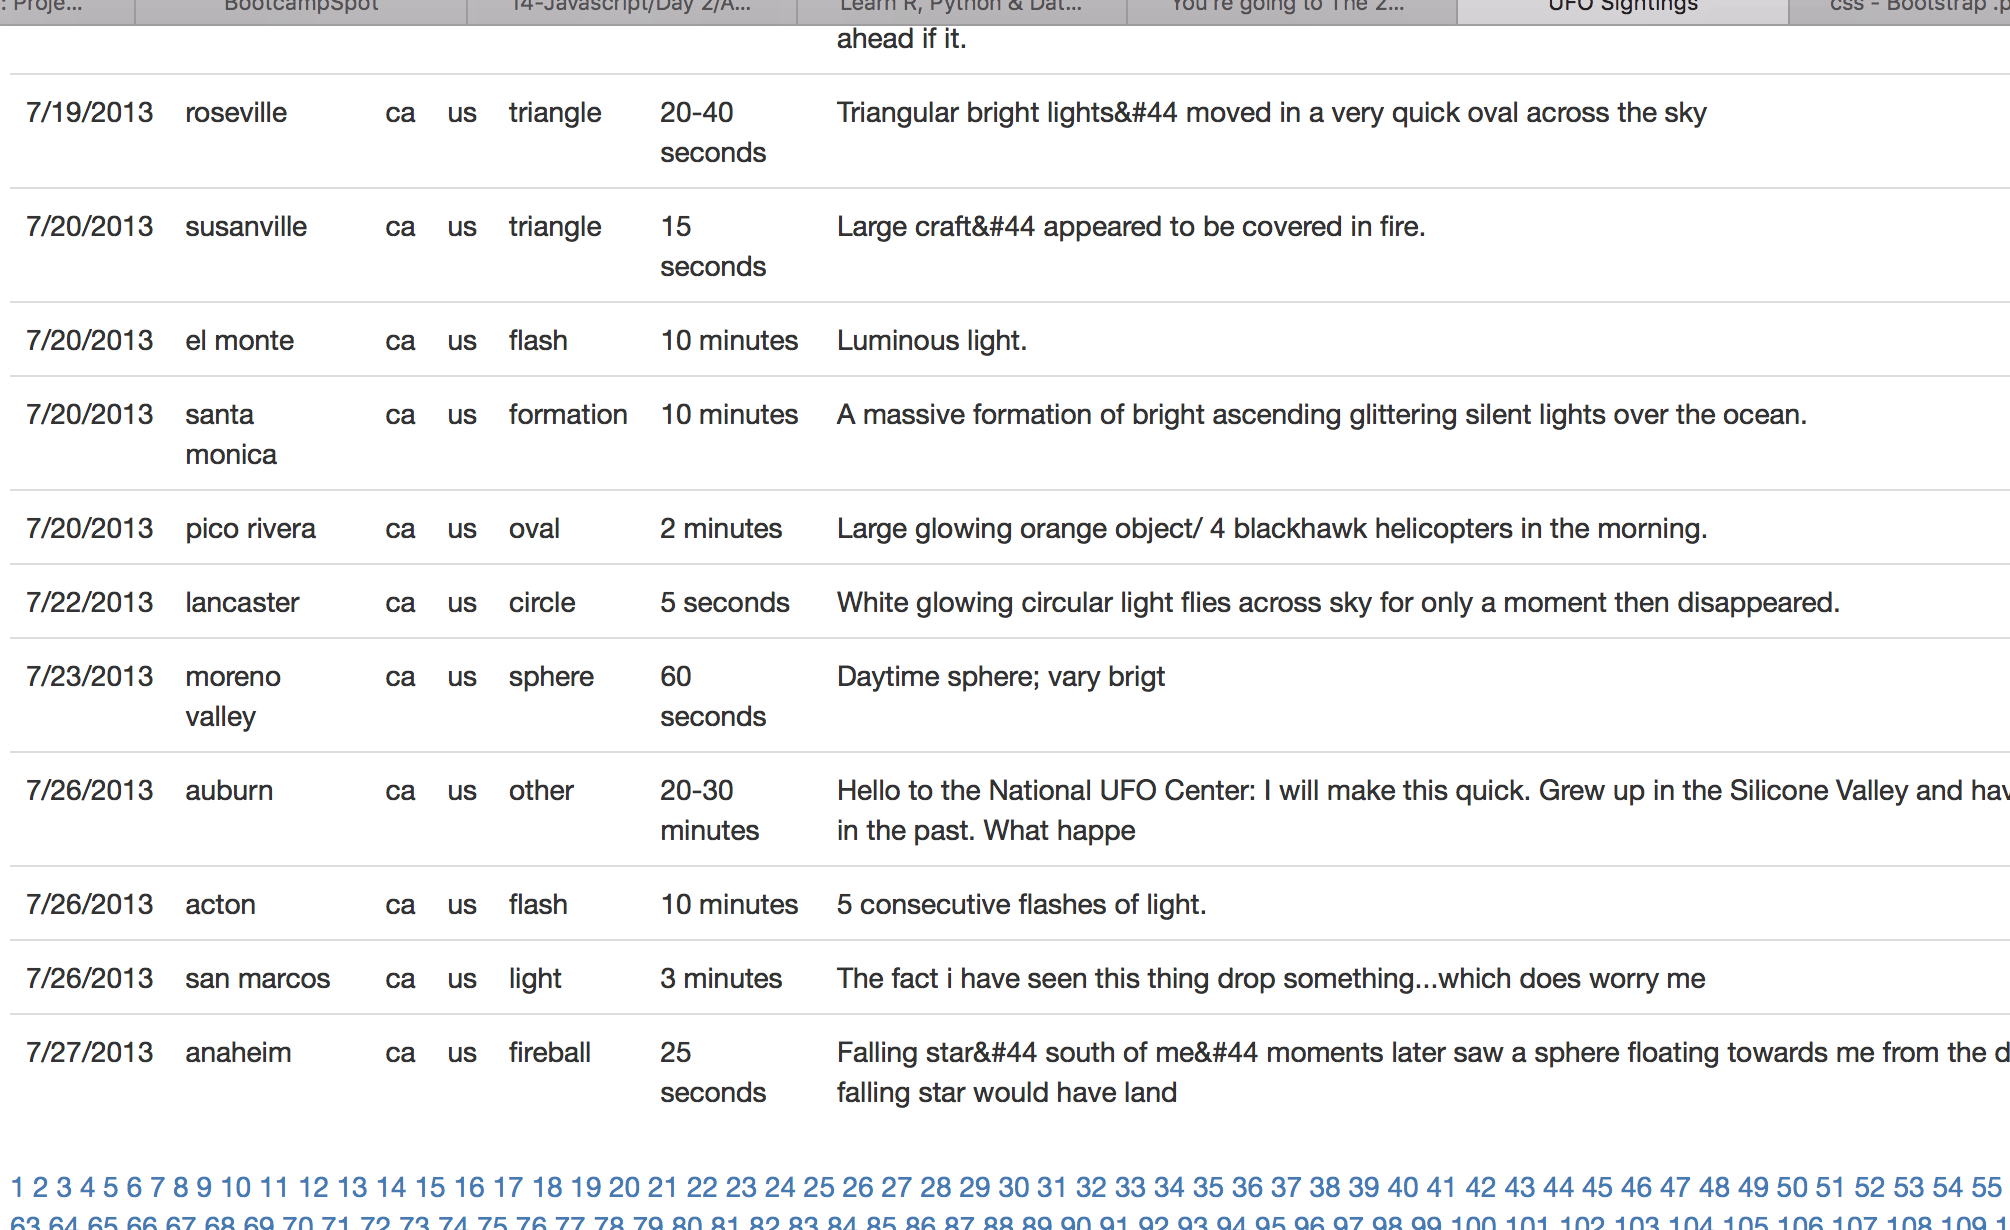 : Proje...
BootcampSpot
14-Javascript/Day 2/A...
Learn R, Python & Dat...
You're going to The 2...
UFO Sightings
css - Bootstrap .p
ahead if it.
7/19/2013 roseville ca us triangle 20-40 Triangular bright lights&#44 moved in a very quick oval across the sky
seconds
7/20/2013 susanville ca us triangle 15 Large craft&#44 appeared to be covered in fire.
seconds
7/20/2013 el monte ca us flash 10 minutes Luminous light.
7/20/2013 santa ca us formation 10 minutes A massive formation of bright ascending glittering silent lights over the ocean.
monica
7/20/2013 pico rivera ca us oval 2 minutes Large glowing orange object/ 4 blackhawk helicopters in the morning.
7/22/2013 lancaster ca us circle 5 seconds White glowing circular light flies across sky for only a moment then disappeared.
7/23/2013 moreno ca us sphere 60 Daytime sphere; vary brigt
valley seconds
7/26/2013 auburn ca us other 20-30 Hello to the National UFO Center: I will make this quick. Grew up in the Silicone Valley and hav
minutes in the past. What happe
7/26/2013 acton ca us flash 10 minutes 5 consecutive flashes of light.
7/26/2013 san marcos ca us light 3 minutes The fact i have seen this thing drop something...which does worry me
7/27/2013 anaheim ca us fireball 25 Falling star&#44 south of me&#44 moments later saw a sphere floating towards me from the d
seconds falling star would have land
1 2 3 4 5 6 7 8 9 10 11 12 13 14 15 16 17 18 19 20 21 22 23 24 25 26 27 28 29 30 31 32 33 34 35 36 37 38 39 40 41 42 43 44 45 46 47 48 49 50 51 52 53 54 55
63 64 65 66 67 68 69 70 71 72 73 74 75 76 77 78 79 80 81 82 83 84 85 86 87 88 89 90 91 92 93 94 95 96 97 98 99 100 101 102 103 104 105 106 107 108 109 1